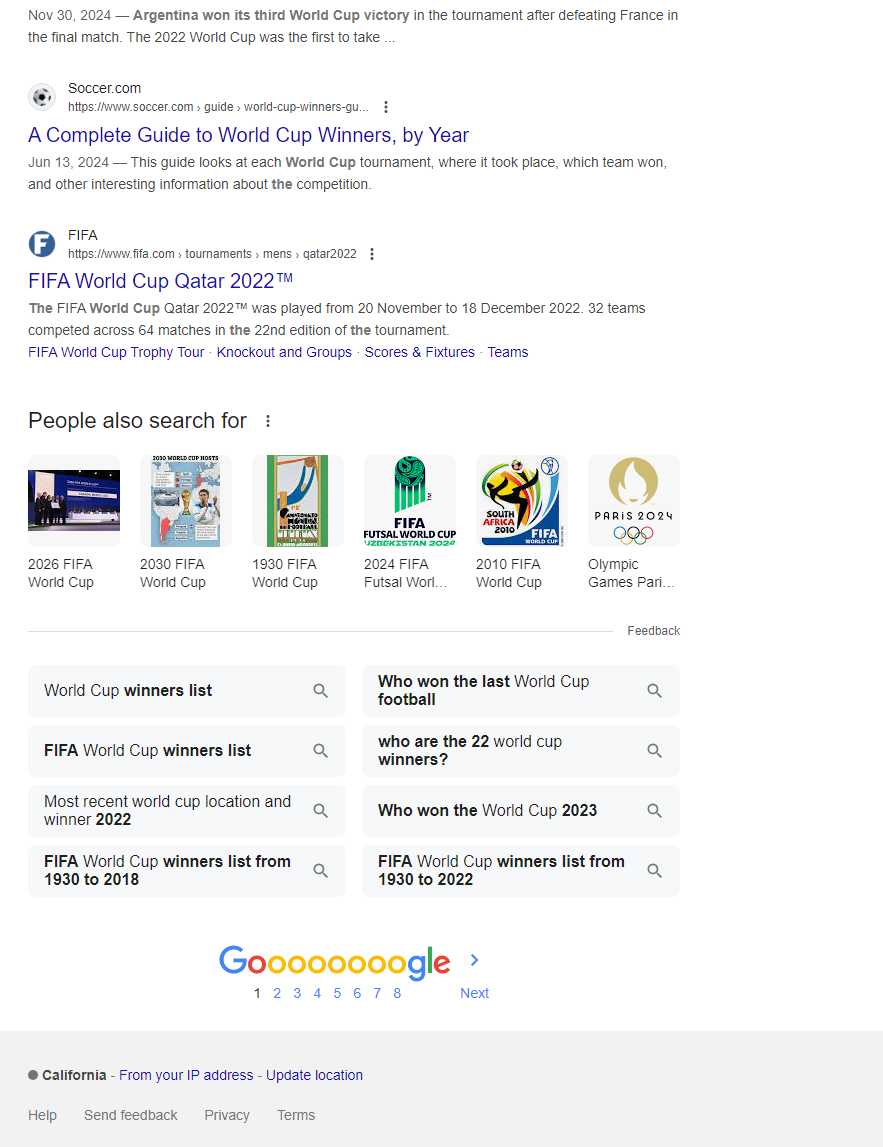 Nov 30, 2024 — Argentina won its third World Cup victory in the tournament after defeating France in
the final match. The 2022 World Cup was the first to take ...
Soccer.com
https://www.soccer.com › guide › world-cup-winners-gu...
A Complete Guide to World Cup Winners, by Year
Jun 13, 2024 — This guide looks at each World Cup tournament, where it took place, which team won,
and other interesting information about the competition.
F
FIFA
https://www.fifa.com › tournaments › mens › qatar2022
FIFA World Cup Qatar 2022™
The FIFA World Cup Qatar 2022™ was played from 20 November to 18 December 2022. 32 teams
competed across 64 matches in the 22nd edition of the tournament.
FIFA World Cup Trophy Tour · Knockout and Groups · Scores & Fixtures · Teams
People also search for
2030 WORLD CUP HOSTS
FIFA
FUTSAL WORLD CUP
UZBEKISTAN 2024
TM
SOUTH
AFRICA
2010
FIFA
WORLD CUP
PARIS 2024
2026 FIFA
World Cup
2030 FIFA
World Cup
1930 FIFA
World Cup
2024 FIFA
Futsal Worl...
2010 FIFA
World Cup
Olympic
Games Pari...
Feedback
World Cup winners list
Who won the last World Cup
football
FIFA World Cup winners list
who are the 22 world cup
winners?
Most recent world cup location and
winner 2022
Who won the World Cup 2023
FIFA World Cup winners list from
1930 to 2018
FIFA World Cup winners list from
1930 to 2022
Goooooooogle
1 2 3 4 5 6 7 8 Next
California - From your IP address - Update location
Help Send feedback Privacy Terms